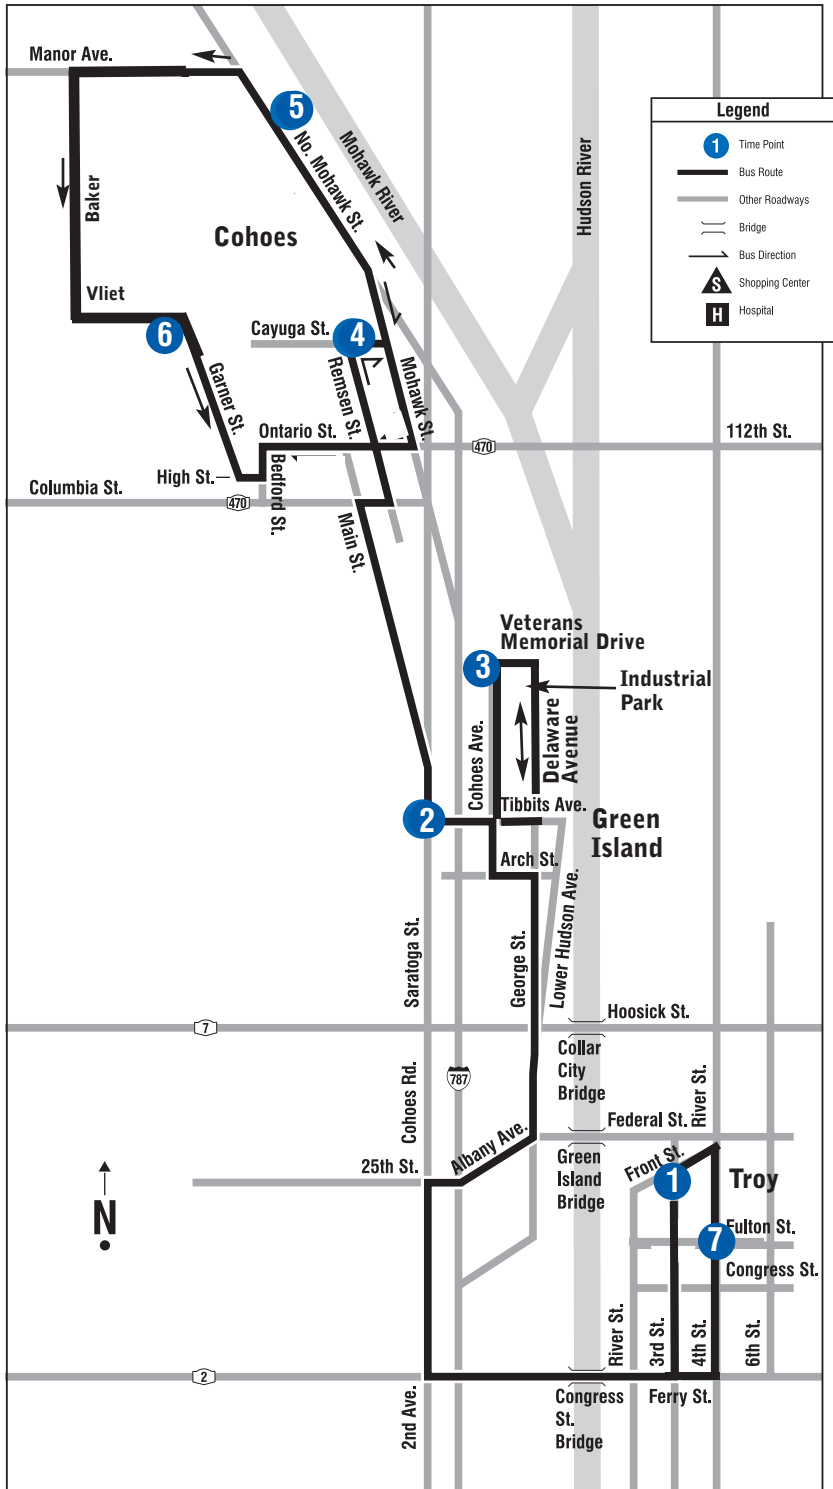 Manor Ave.
5
No. Mohawk St.
Mohawk River
Hudson River
Legend
1
Time Point
Bus Route
Other Roadways
Bridge
Bus Direction
S
Shopping Center
H
Hospital
Baker
Cohoes
Vliet
6
Cayuga St.
4
Garner St.
Remsen St.
Mohawk St.
Ontario St.
470
112th St.
High St.
Bedford St.
Columbia St.
470
Main St.
Veterans
Memorial Drive
3
Industrial
Park
Cohoes Ave.
Delaware
Avenue
Tibbits Ave.
2
Green
Island
Arch St.
Saratoga St.
George St.
Lower Hudson Ave.
7
Hoosick St.
Collar
City
Bridge
787
Cohoes Rd.
River St.
Federal St.
Albany Ave.
25th St.
Green
Island
Bridge
Front St.
1
Troy
N
Fulton St.
7
Congress St.
River St.
3rd St.
4th St.
6th St.
2
2nd Ave.
Congress
St.
Bridge
Ferry St.